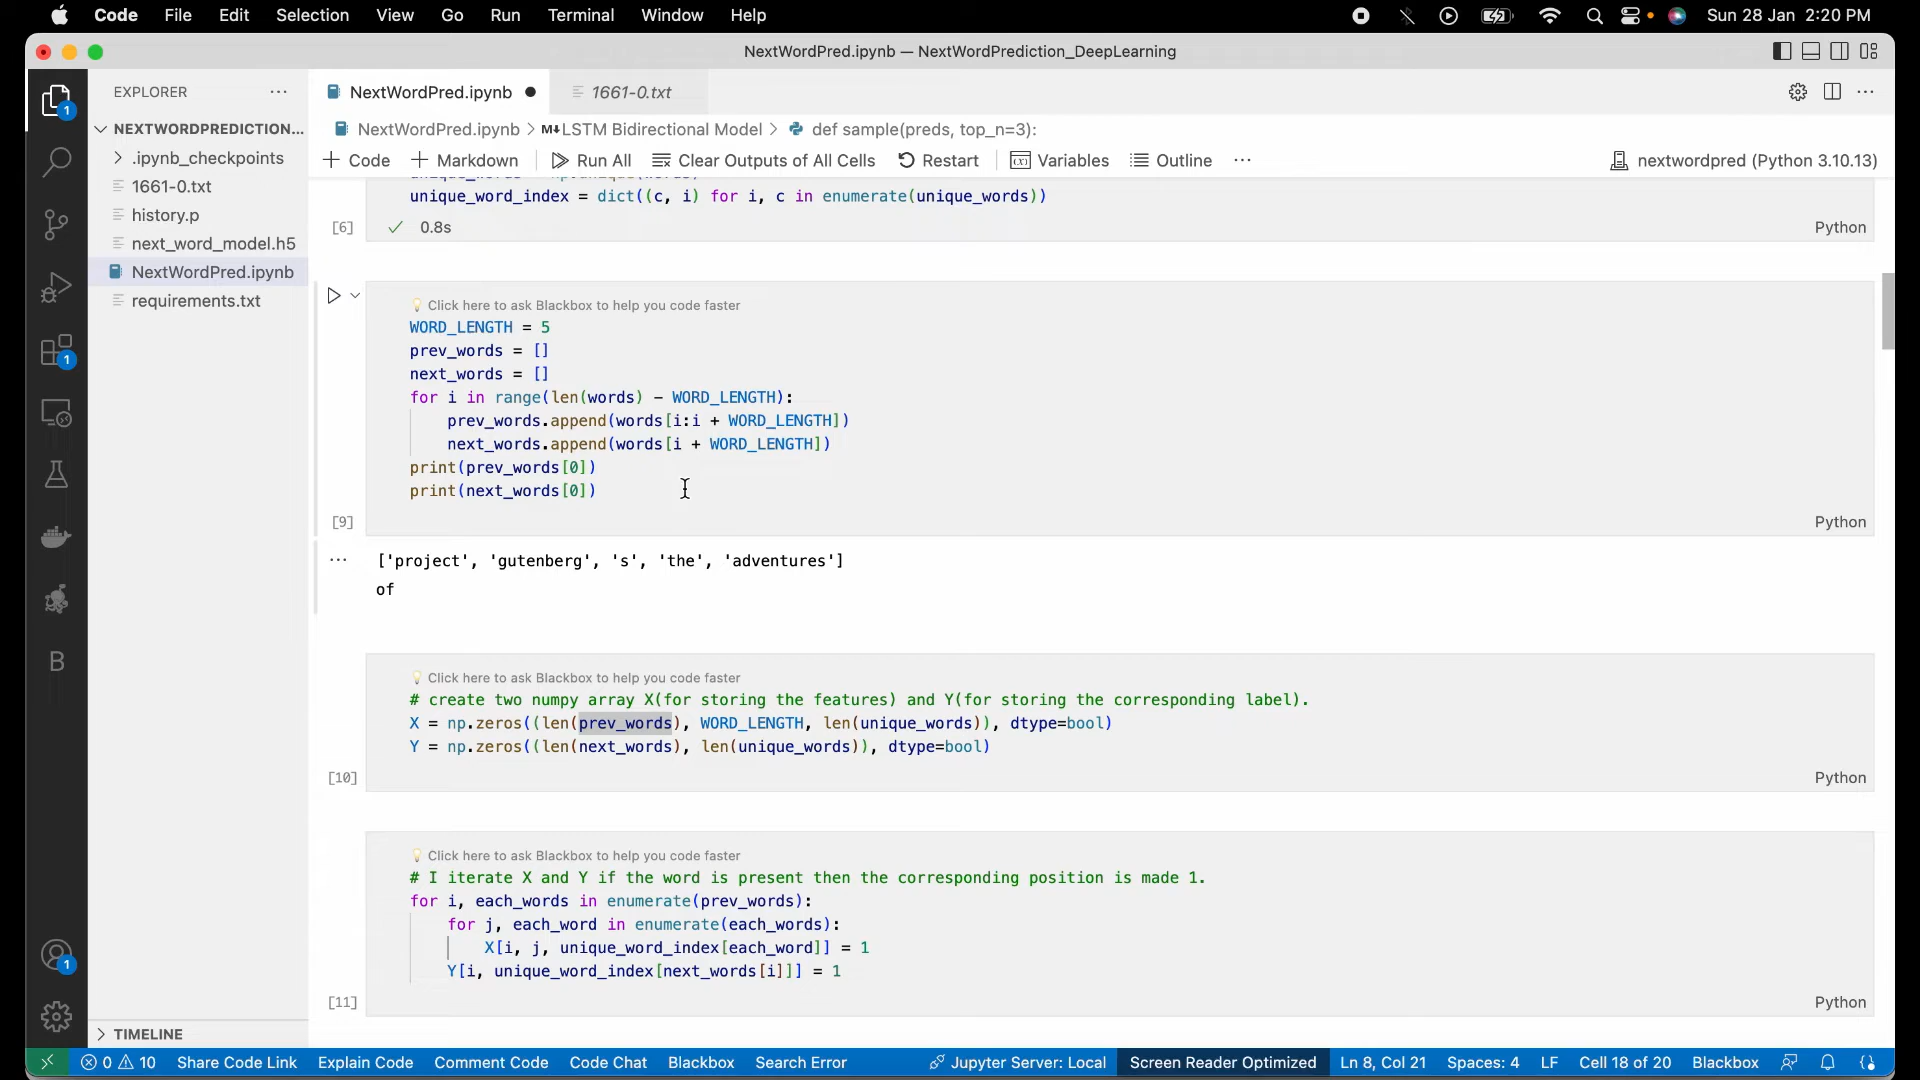 Code File Edit Selection View Go Run Terminal Window Help Sun 28 Jan 2:20 PM
NextWordPred.ipynb — NextWordPrediction_DeepLearning
EXPLORER
NEXTWORDPREDICTION...
.ipynb_checkpoints
1661-0.txt
history.p
next_word_model.h5
NextWordPred.ipynb
requirements.txt
TIMELINE
NextWordPred.ipynb 1661-0.txt
NextWordPred.ipynb > M↓LSTM Bidirectional Model > def sample(preds, top_n=3):
+ Code + Markdown Run All Clear Outputs of All Cells Restart Variables Outline ... nextwordpred (Python 3.10.13)
unique_word_index = dict((c, i) for i, c in enumerate(unique_words))
[6] ✓ 0.8s Python
Click here to ask Blackbox to help you code faster
WORD_LENGTH = 5
prev_words = []
next_words = []
for i in range(len(words) - WORD_LENGTH):
prev_words.append(words[i:i + WORD_LENGTH])
next_words.append(words[i + WORD_LENGTH])
print(prev_words[0])
print(next_words[0])
[9] Python
['project', 'gutenberg', 's', 'the', 'adventures']
of
Click here to ask Blackbox to help you code faster
# create two numpy array X(for storing the features) and Y(for storing the corresponding label).
X = np.zeros((len(prev_words), WORD_LENGTH, len(unique_words)), dtype=bool)
Y = np.zeros((len(next_words), len(unique_words)), dtype=bool)
[10] Python
Click here to ask Blackbox to help you code faster
# I iterate X and Y if the word is present then the corresponding position is made 1.
for i, each_words in enumerate(prev_words):
for j, each_word in enumerate(each_words):
X[i, j, unique_word_index[each_word]] = 1
Y[i, unique_word_index[next_words[i]]] = 1
[11] Python
1
1
B
1
0 10 Share Code Link Explain Code Comment Code Code Chat Blackbox Search Error Jupyter Server: Local Screen Reader Optimized Ln 8, Col 21 Spaces: 4 LF Cell 18 of 20 Blackbox